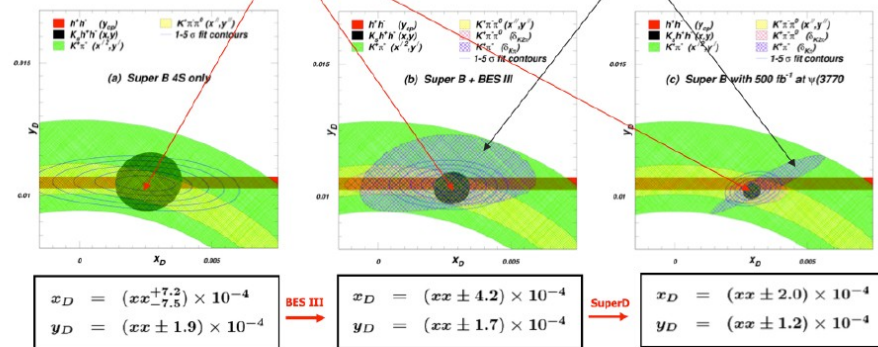 h⁺h⁻ (y_CP)
K_s h⁺h⁻ (x,y)
K⁺π⁻ (x'², y')
K⁺π⁻π⁰ (x'', y'')
1-5 σ fit contours
(a) Super B 4S only
0.015
0.01
y_D
0
0.005
x_D
h⁺h⁻ (y_CP)
K_s h⁺h⁻ (x,y)
K⁺π⁻ (x'², y')
K⁺π⁻π⁰ (x'', y'')
K⁺π⁻π⁰ (δ_K2π)
K⁺π⁻ (δ_Kπ)
1-5 σ fit contours
(b) Super B + BES III
0.015
0.01
y_D
0
0.005
x_D
h⁺h⁻ (y_CP)
K_s h⁺h⁻ (x,y)
K⁺π⁻ (x'², y')
K⁺π⁻π⁰ (x'', y'')
K⁺π⁻π⁰ (δ_K2π)
K⁺π⁻ (δ_Kπ)
1-5 σ fit contours
(c) Super B with 500 fb⁻¹ at ψ(3770
0.015
0.01
y_D
0
0.005
x_D
x_D = (xx +7.2 −7.5) × 10⁻⁴
y_D = (xx ± 1.9) × 10⁻⁴
BES III
x_D = (xx ± 4.2) × 10⁻⁴
y_D = (xx ± 1.7) × 10⁻⁴
SuperD
x_D = (xx ± 2.0) × 10⁻⁴
y_D = (xx ± 1.2) × 10⁻⁴